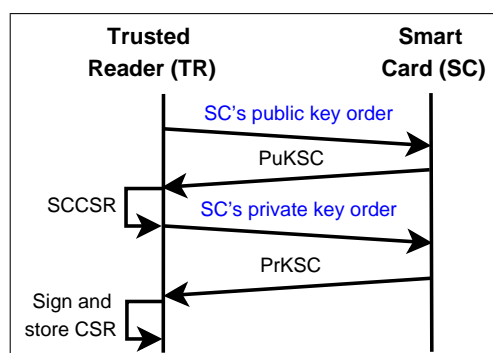 Trusted
Reader (TR)
Smart
Card (SC)
SC's public key order
PuKSC
SCCSR
SC's private key order
PrKSC
Sign and
store CSR